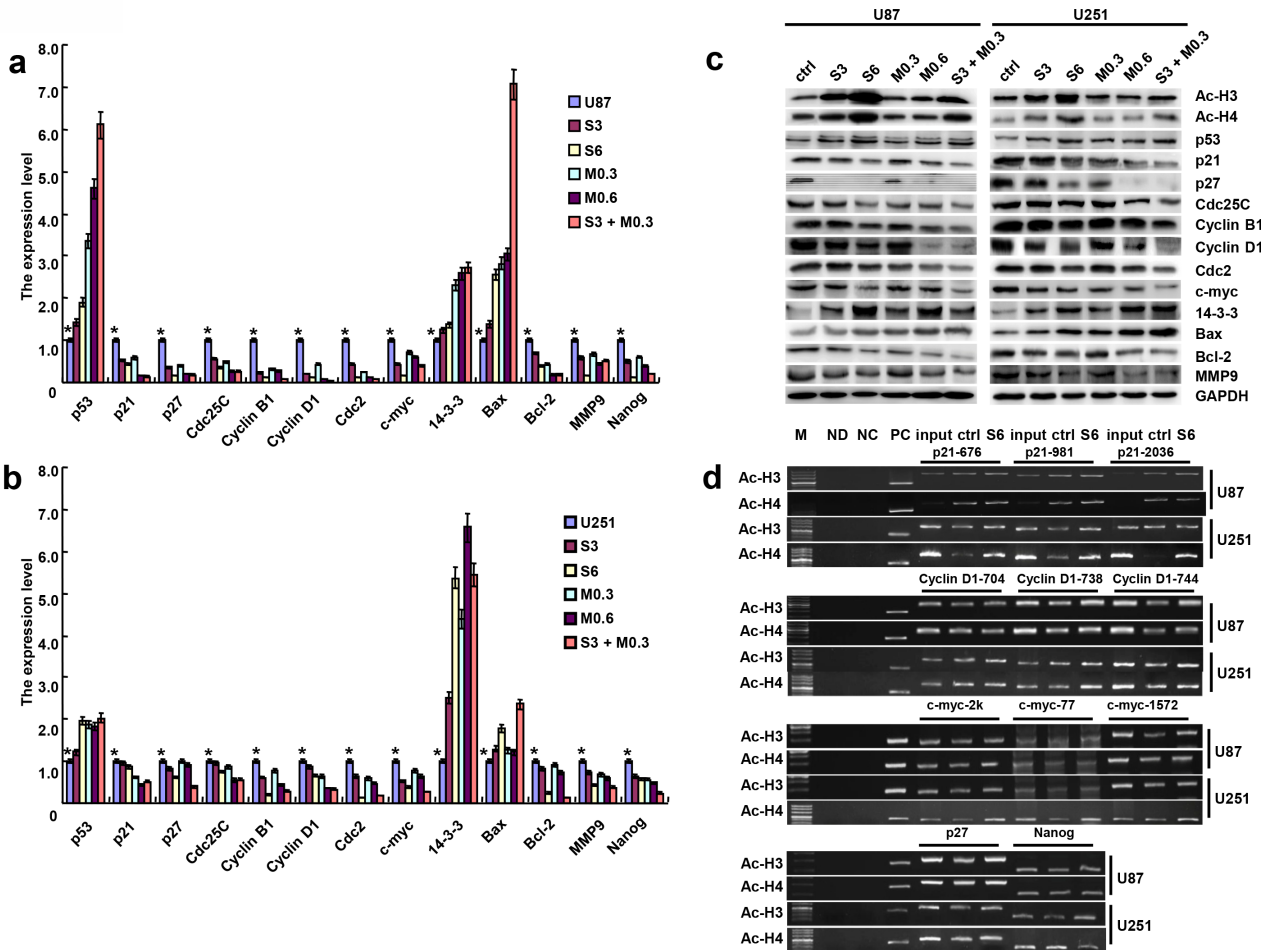 a
The expression level
8.0
7.0
6.0
5.0
4.0
3.0
2.0
1.0
0
U87
S3
S6
M0.3
M0.6
S3 + M0.3
* * * * * * * * * * * * *
p53 p21 p27 Cdc25C Cyclin B1 Cyclin D1 Cdc2 c-myc 14-3-3 Bax Bcl-2 MMP9 Nanog
b
The expression level
8.0
7.0
6.0
5.0
4.0
3.0
2.0
1.0
0
U251
S3
S6
M0.3
M0.6
S3 + M0.3
* * * * * * * * * * * * *
p53 p21 p27 Cdc25C Cyclin B1 Cyclin D1 Cdc2 c-myc 14-3-3 Bax Bcl-2 MMP9 Nanog
c
U87 U251
ctrl S3 S6 M0.3 M0.6 S3 + M0.3 ctrl S3 S6 M0.3 M0.6 S3 + M0.3
Ac-H3
Ac-H4
p53
p21
p27
Cdc25C
Cyclin B1
Cyclin D1
Cdc2
c-myc
14-3-3
Bax
Bcl-2
MMP9
GAPDH
d
M ND NC PC input ctrl S6 input ctrl S6 input ctrl S6
p21-676 p21-981 p21-2036
Ac-H3
Ac-H4
U87
Ac-H3
Ac-H4
U251
Cyclin D1-704 Cyclin D1-738 Cyclin D1-744
Ac-H3
Ac-H4
U87
Ac-H3
Ac-H4
U251
c-myc-2k c-myc-77 c-myc-1572
Ac-H3
Ac-H4
U87
Ac-H3
Ac-H4
U251
p27 Nanog
Ac-H3
Ac-H4
U87
Ac-H3
Ac-H4
U251